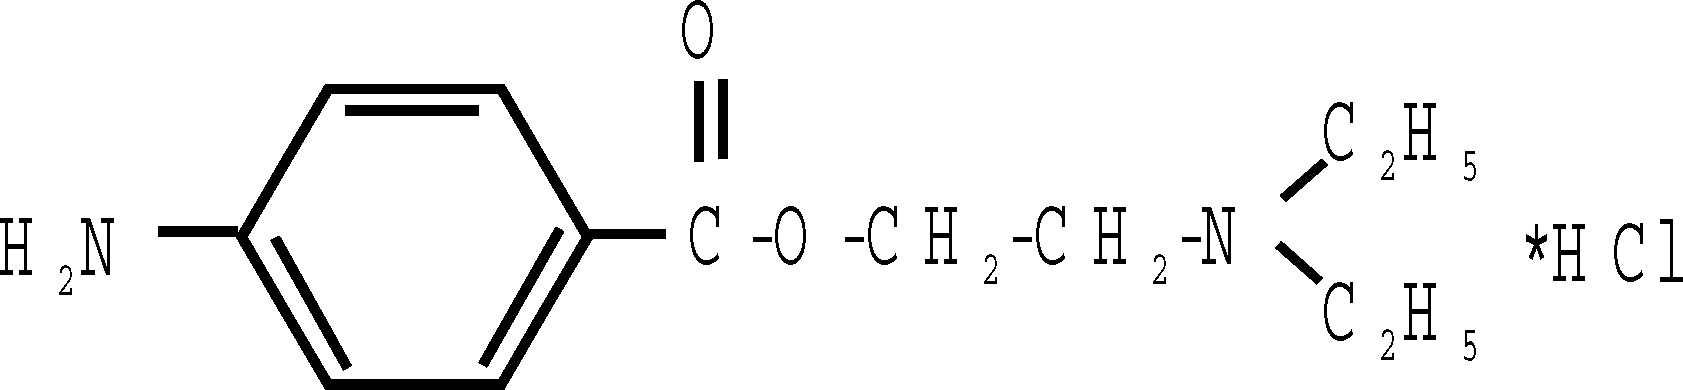 O
C₂H₅
H₂N C-O-CH₂-CH₂-N *HCl
C₂H₅